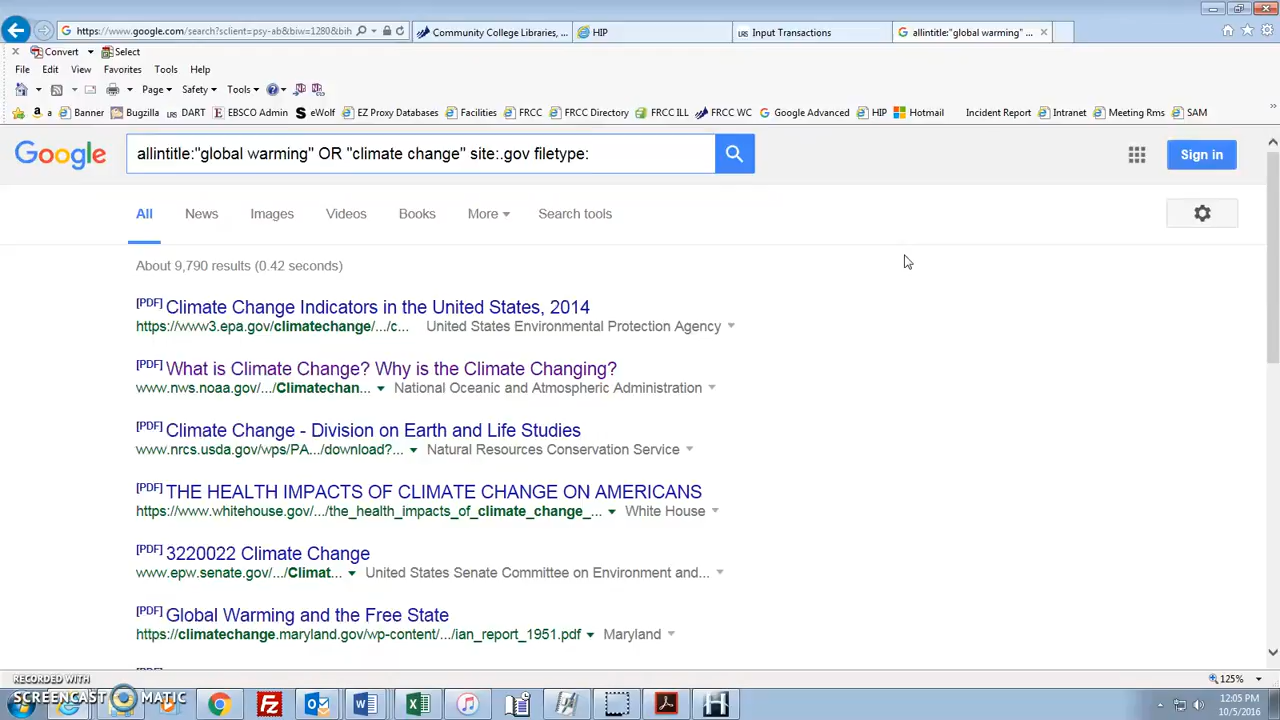 https://www.google.com/search?sclient=psy-ab&biw=1280&bih
Community College Libraries, ...
HIP
Input Transactions
allintitle:"global warming" ...
Convert
Select
File Edit View Favorites Tools Help
Page Safety Tools
a Banner Bugzilla DART EBSCO Admin eWolf EZ Proxy Databases Facilities FRCC FRCC Directory FRCC ILL FRCC WC Google Advanced HIP Hotmail Incident Report Intranet Meeting Rms SAM
Google
allintitle:"global warming" OR "climate change" site:.gov filetype:
Sign in
All News Images Videos Books More Search tools
About 9,790 results (0.42 seconds)
[PDF] Climate Change Indicators in the United States, 2014
https://www3.epa.gov/climatechange/.../c... United States Environmental Protection Agency
[PDF] What is Climate Change? Why is the Climate Changing?
www.nws.noaa.gov/.../Climatechan... National Oceanic and Atmospheric Administration
[PDF] Climate Change - Division on Earth and Life Studies
www.nrcs.usda.gov/wps/PA.../download?... Natural Resources Conservation Service
[PDF] THE HEALTH IMPACTS OF CLIMATE CHANGE ON AMERICANS
https://www.whitehouse.gov/.../the_health_impacts_of_climate_change_... White House
[PDF] 3220022 Climate Change
www.epw.senate.gov/.../Climat... United States Senate Committee on Environment and...
[PDF] Global Warming and the Free State
https://climatechange.maryland.gov/wp-content/.../ian_report_1951.pdf Maryland
125%
RECORDED WITH
SCREENCAST MATIC
12:05 PM
10/5/2016